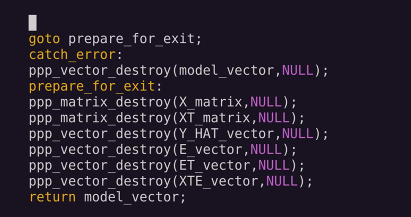 goto prepare_for_exit;
catch_error:
ppp_vector_destroy(model_vector,NULL);
prepare_for_exit:
ppp_matrix_destroy(X_matrix,NULL);
ppp_matrix_destroy(XT_matrix,NULL);
ppp_vector_destroy(Y_HAT_vector,NULL);
ppp_vector_destroy(E_vector,NULL);
ppp_vector_destroy(ET_vector,NULL);
ppp_vector_destroy(XTE_vector,NULL);
return model_vector;